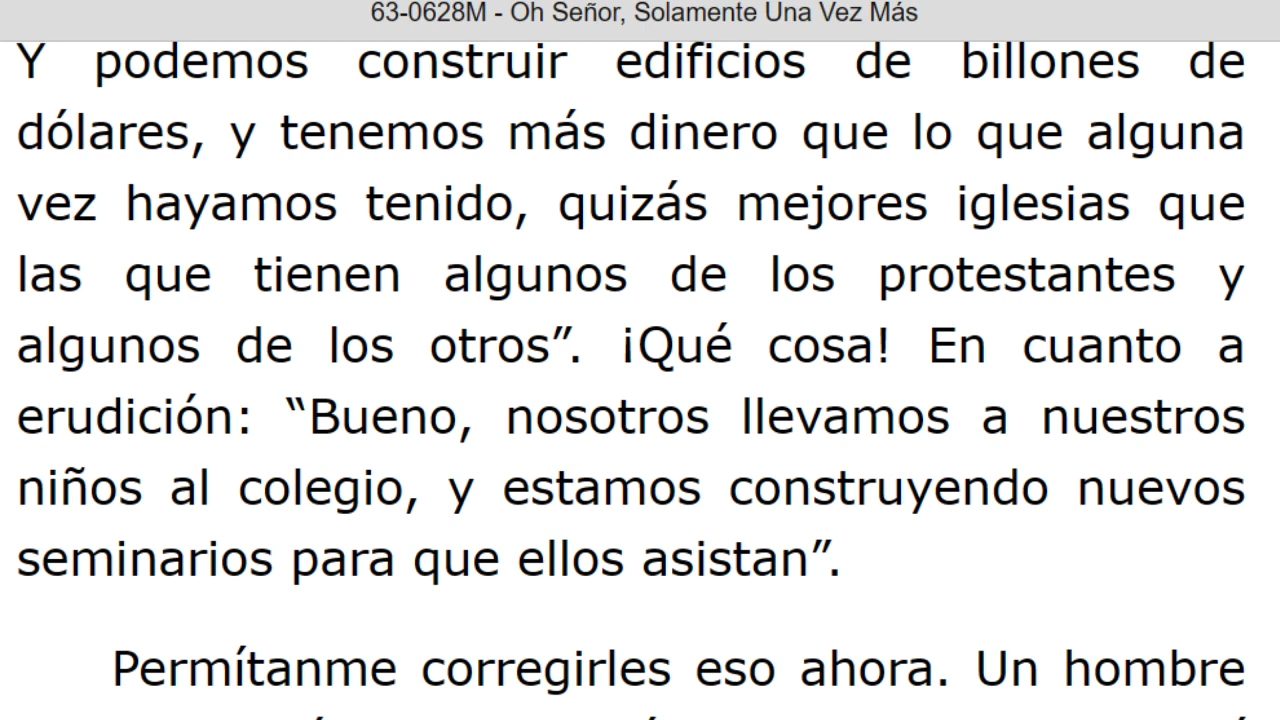 63-0628M - Oh Señor, Solamente Una Vez Más
Y podemos construir edificios de billones de
dólares, y tenemos más dinero que lo que alguna
vez hayamos tenido, quizás mejores iglesias que
las que tienen algunos de los protestantes y
algunos de los otros”. ¡Qué cosa! En cuanto a
erudición: “Bueno, nosotros llevamos a nuestros
niños al colegio, y estamos construyendo nuevos
seminarios para que ellos asistan”.
Permítanme corregirles eso ahora. Un hombre